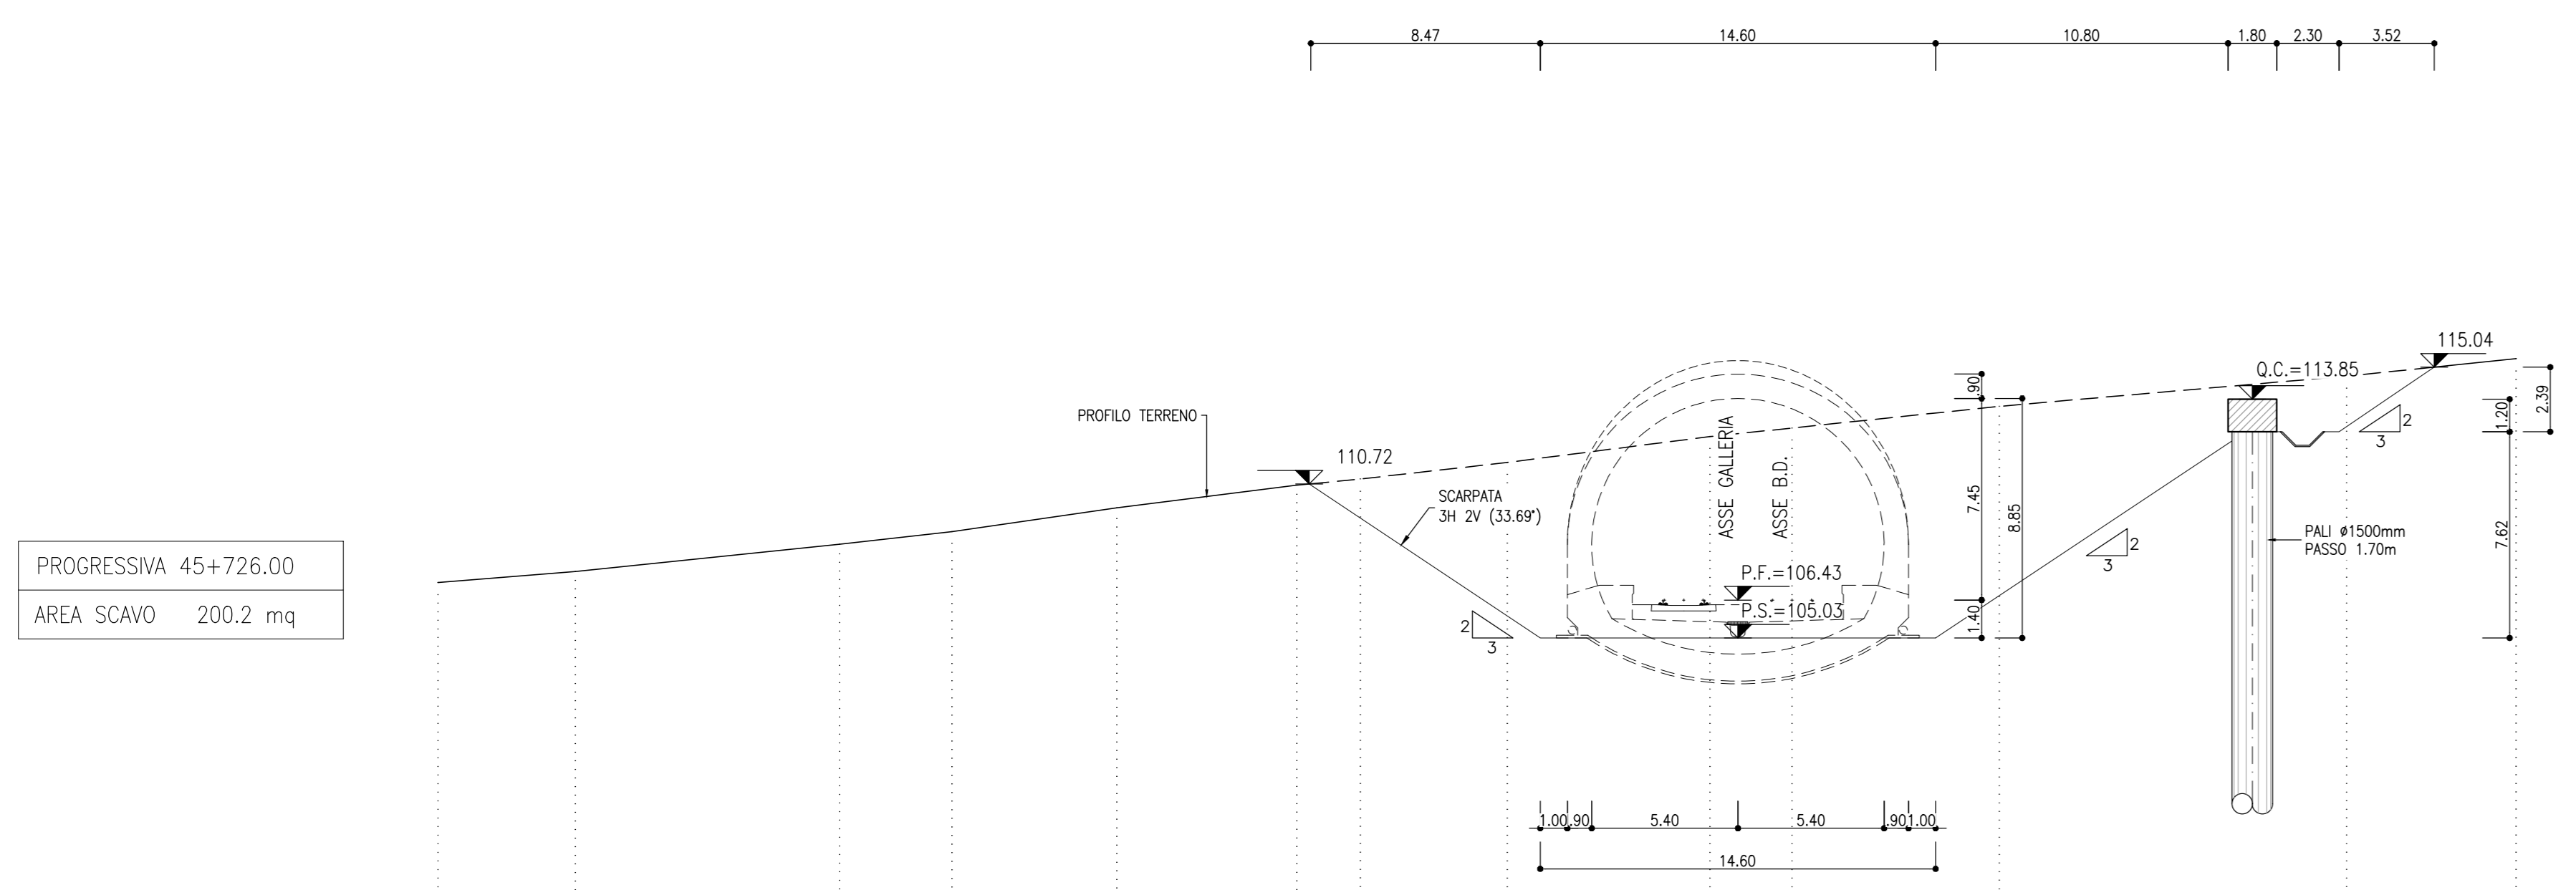 8.47
14.60
10.80
1.80
2.30
3.52
115.04
Q.C.=113.85
.90
1.20
2.39
2
3
PROFILO TERRENO
110.72
SCARPATA
3H 2V (33.69°)
ASSE GALLERIA
ASSE B.D.
7.45
8.85
7.62
PALI ø1500mm
PASSO 1.70m
2
3
PROGRESSIVA 45+726.00
AREA SCAVO 200.2 mq
P.F.=106.43
P.S.=105.03
1.40
2
3
1.00
.90
5.40
5.40
.90
1.00
14.60